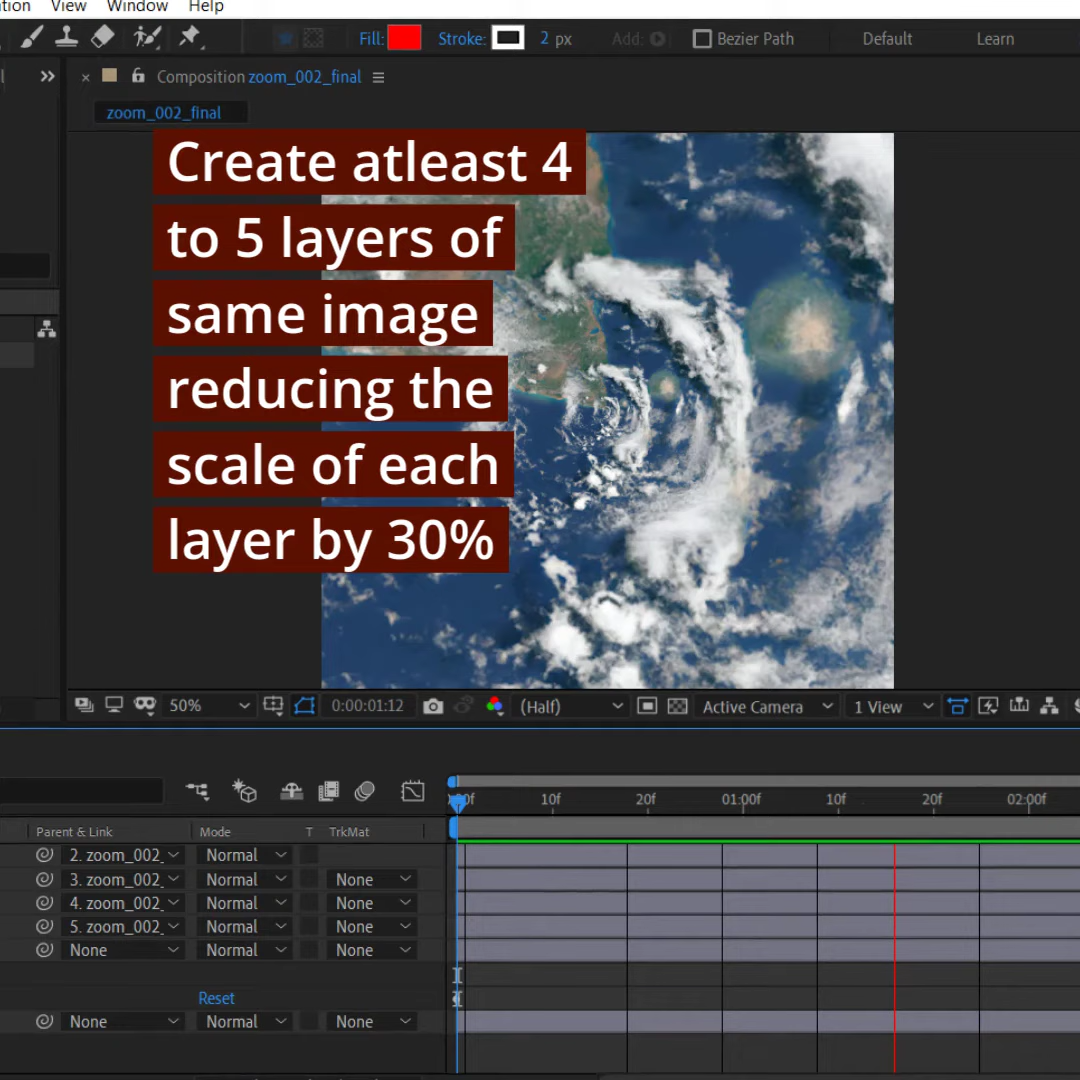 View Window Help
Fill: Stroke: 2 px Add: Bezier Path Default Learn
Composition zoom_002_final
zoom_002_final
Create atleast 4
to 5 layers of
same image
reducing the
scale of each
layer by 30%
50% 0:00:01:12 (Half) Active Camera 1 View
10f 20f 01:00f 10f 20f 02:00f
Parent & Link Mode T TrkMat
2. zoom_002_ Normal
3. zoom_002_ Normal None
4. zoom_002_ Normal None
5. zoom_002_ Normal None
None Normal None
Reset
None Normal None